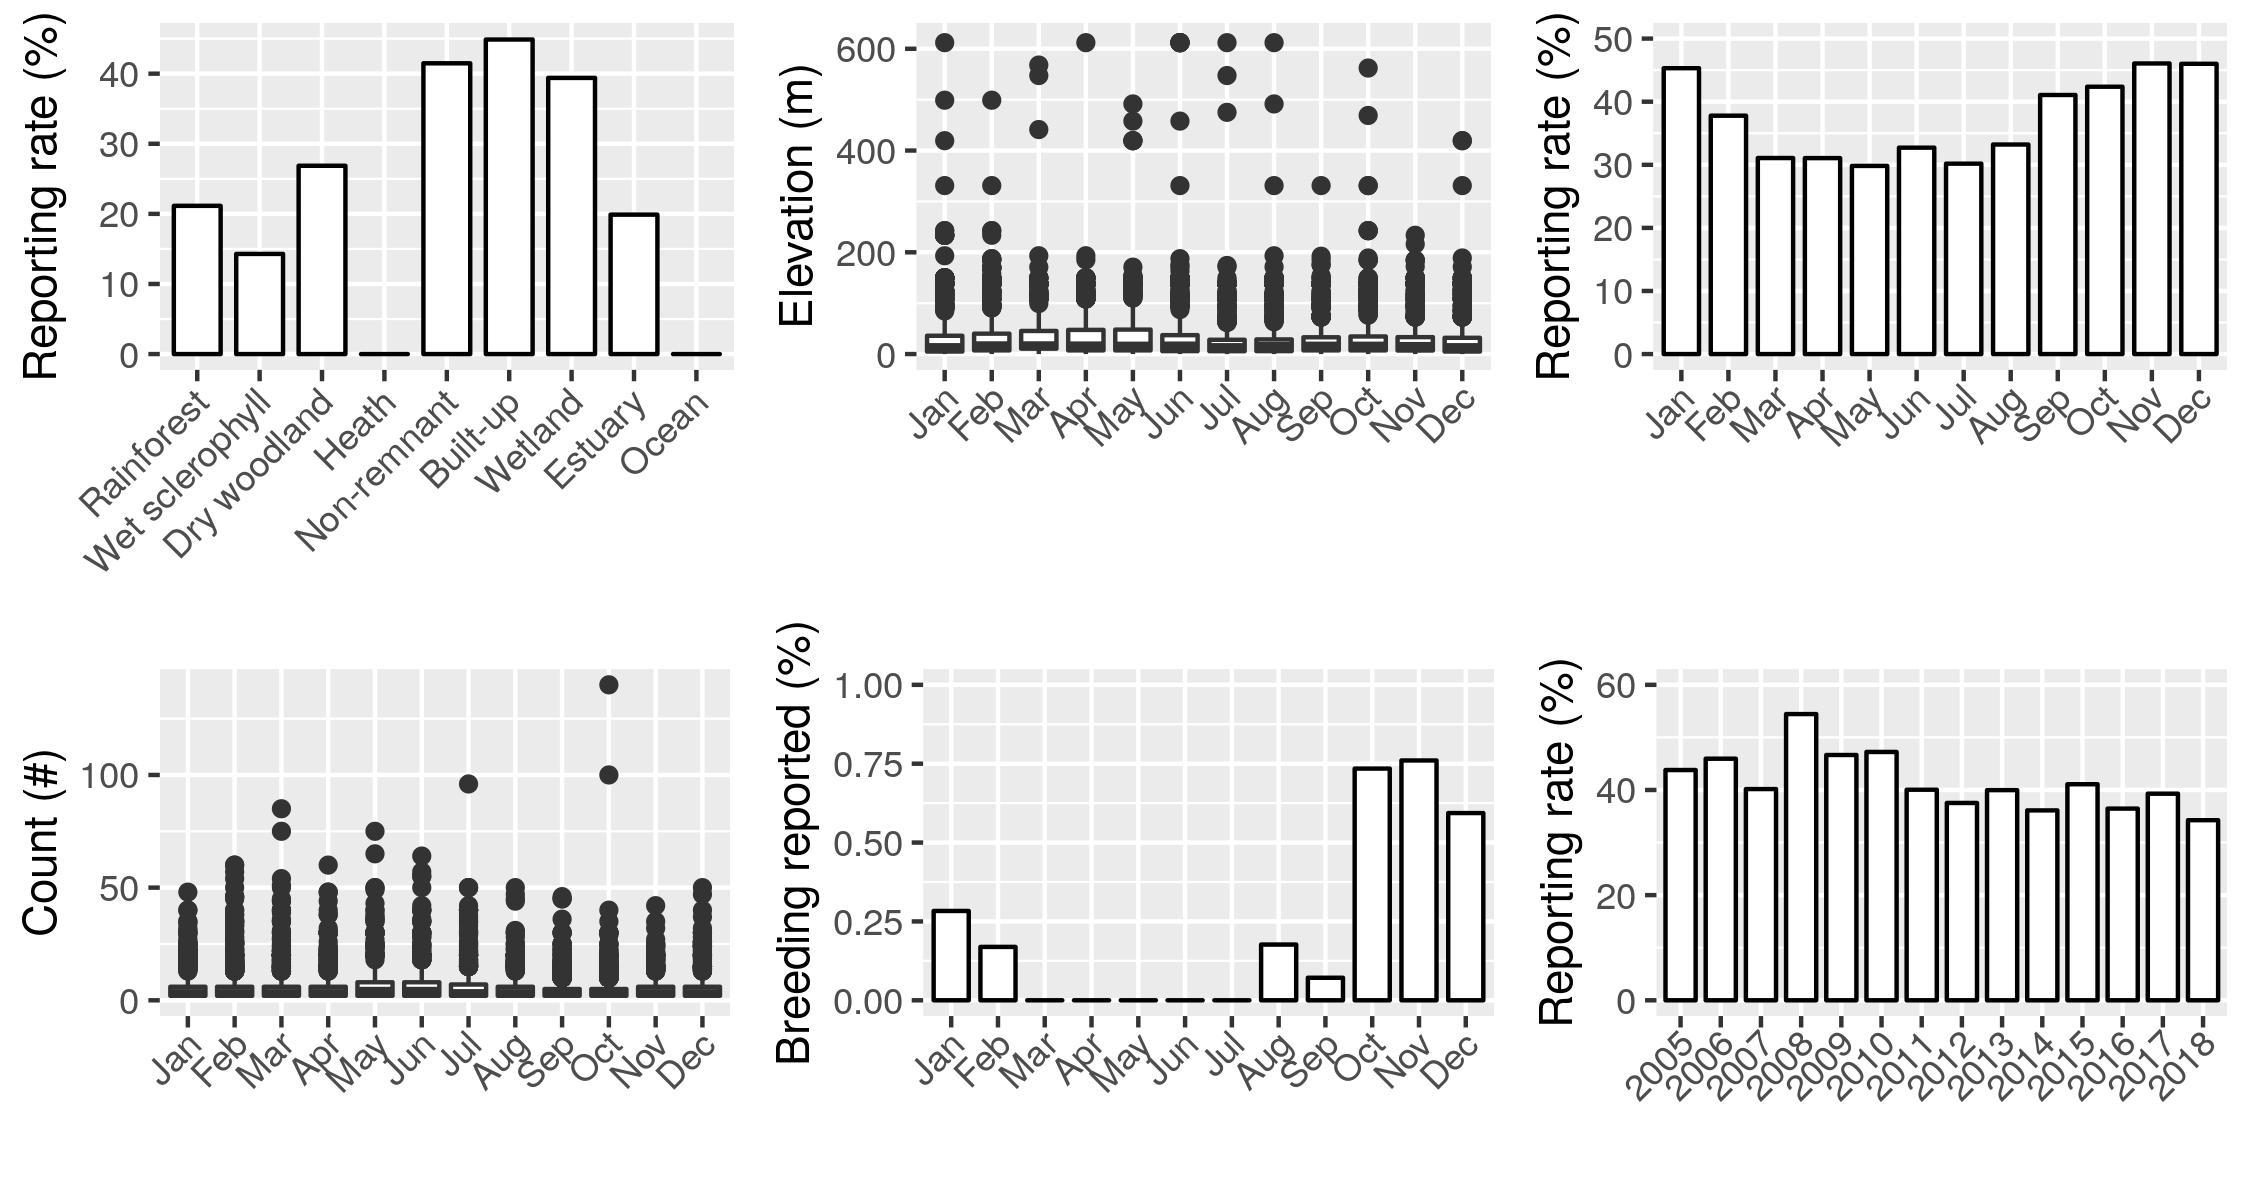 Reporting rate (%)
40
30
20
10
0
Rainforest
Wet sclerophyll
Dry woodland
Heath
Non-remnant
Built-up
Wetland
Estuary
Ocean
Elevation (m)
600
400
200
0
Jan
Feb
Mar
Apr
May
Jun
Jul
Aug
Sep
Oct
Nov
Dec
Reporting rate (%)
50
40
30
20
10
0
Jan
Feb
Mar
Apr
May
Jun
Jul
Aug
Sep
Oct
Nov
Dec
Count (#)
100
50
0
Jan
Feb
Mar
Apr
May
Jun
Jul
Aug
Sep
Oct
Nov
Dec
Breeding reported (%)
1.00
0.75
0.50
0.25
0.00
Jan
Feb
Mar
Apr
May
Jun
Jul
Aug
Sep
Oct
Nov
Dec
Reporting rate (%)
60
40
20
0
2005
2006
2007
2008
2009
2010
2011
2012
2013
2014
2015
2016
2017
2018